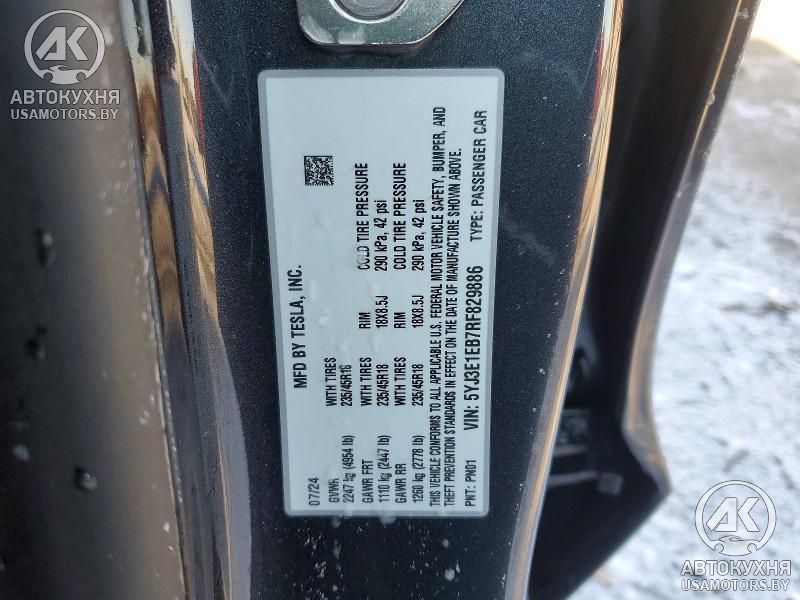 АК
АВТОКУХНЯ
USAMOTORS.BY
MFD BY TESLA, INC.
07/24
GVWR WITH TIRES RIM COLD TIRE PRESSURE
2247 kg (4954 lb) 235/45R18 18X8.5J 290 kPa, 42 psi
GAWR FRT WITH TIRES RIM COLD TIRE PRESSURE
1110 kg (2447 lb) 235/45R18 18X8.5J 290 kPa, 42 psi
GAWR RR
1260 kg (2778 lb)
THIS VEHICLE CONFORMS TO ALL APPLICABLE U.S. FEDERAL MOTOR VEHICLE SAFETY, BUMPER, AND
THEFT PREVENTION STANDARDS IN EFFECT ON THE DATE OF MANUFACTURE SHOWN ABOVE.
VIN: 5YJ3E1EB7RF829886 TYPE: PASSENGER CAR
PNT: PN01
АК
АВТОКУХНЯ
USAMOTORS.BY